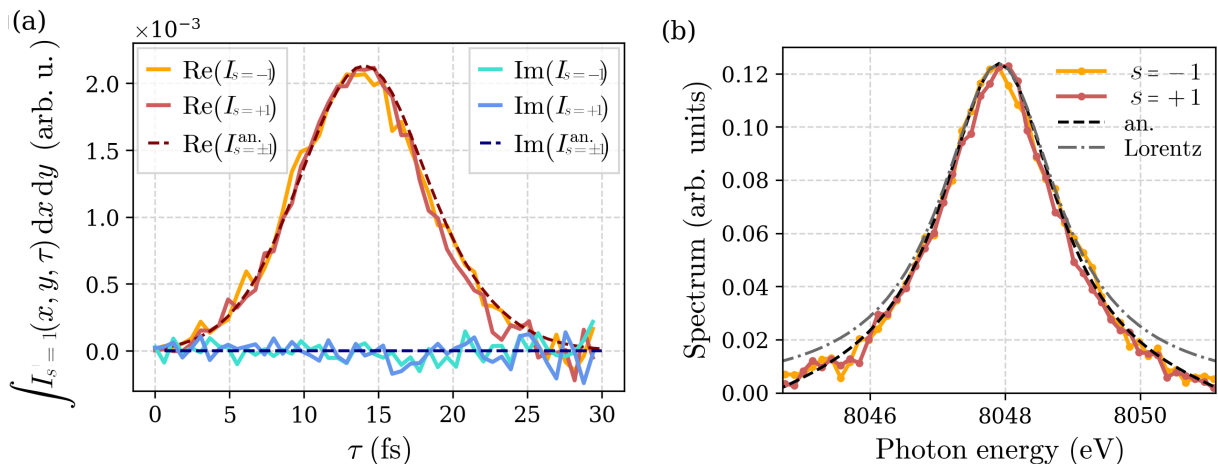 (a)
×10⁻³
∫ I_{s=1}(x, y, τ) dx dy (arb. u.)
2.0
1.5
1.0
0.5
0.0
Re(I_{s=−1})
Re(I_{s=+1})
Re(I^{an.}_{s=±1})
Im(I_{s=−1})
Im(I_{s=+1})
Im(I^{an.}_{s=±1})
0 5 10 15 20 25 30
τ (fs)
(b)
Spectrum (arb. units)
0.12
0.10
0.08
0.06
0.04
0.02
0.00
s = −1
s = +1
an.
Lorentz
8046 8048 8050
Photon energy (eV)